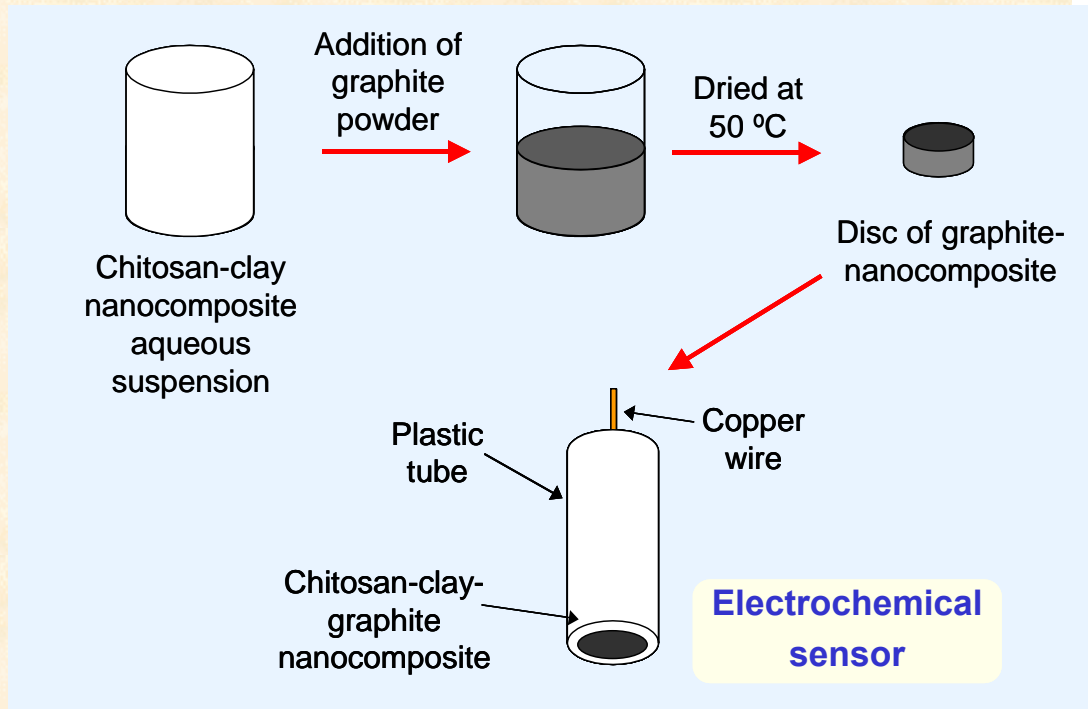 Addition of
graphite
powder
Dried at
50 ºC
Chitosan-clay
nanocomposite
aqueous
suspension
Disc of graphite-
nanocomposite
Plastic
tube
Copper
wire
Chitosan-clay-
graphite
nanocomposite
Electrochemical
sensor